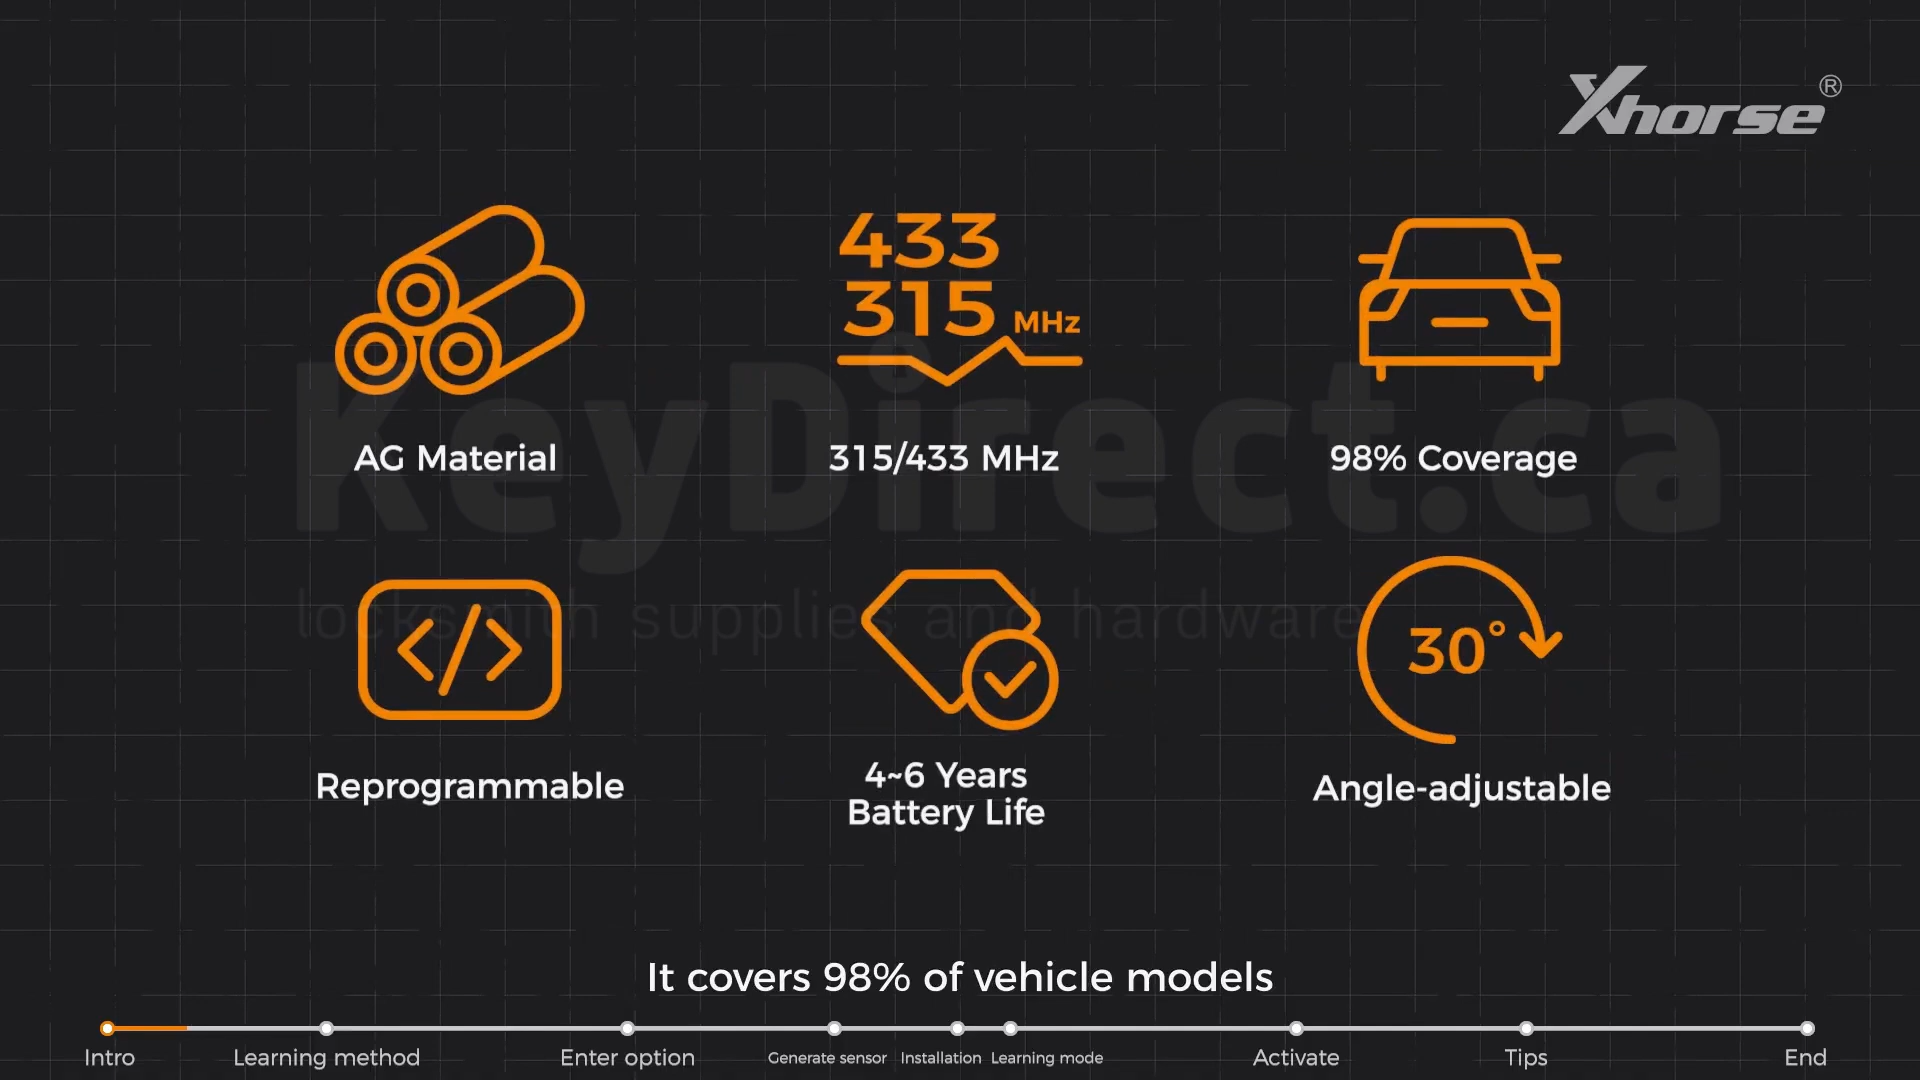 Xhorse®
433
315 MHz
AG Material
315/433 MHz
98% Coverage
KeyDirect.ca
locksmith supplies and hardware
</>
30°
Reprogrammable
4~6 Years
Battery Life
Angle-adjustable
It covers 98% of vehicle models
Intro
Learning method
Enter option
Generate sensor
Installation
Learning mode
Activate
Tips
End